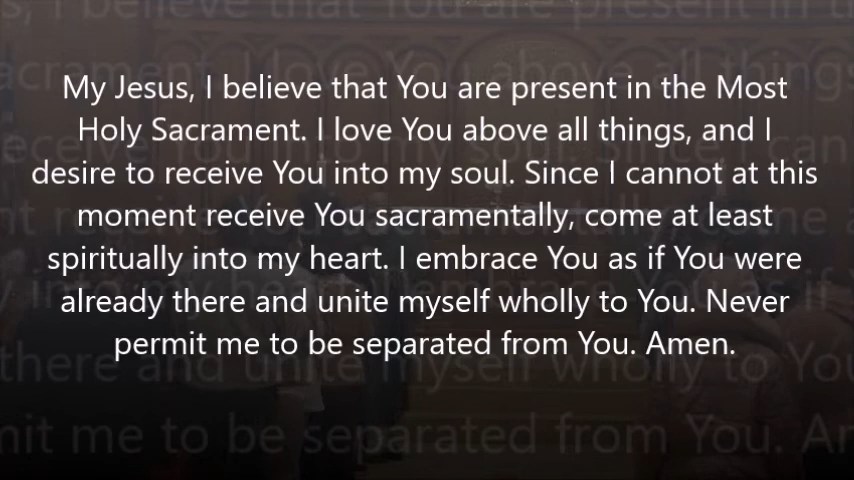 My Jesus, I believe that You are present in the Most
Holy Sacrament. I love You above all things, and I
desire to receive You into my soul. Since I cannot at this
moment receive You sacramentally, come at least
spiritually into my heart. I embrace You as if You were
already there and unite myself wholly to You. Never
permit me to be separated from You. Amen.